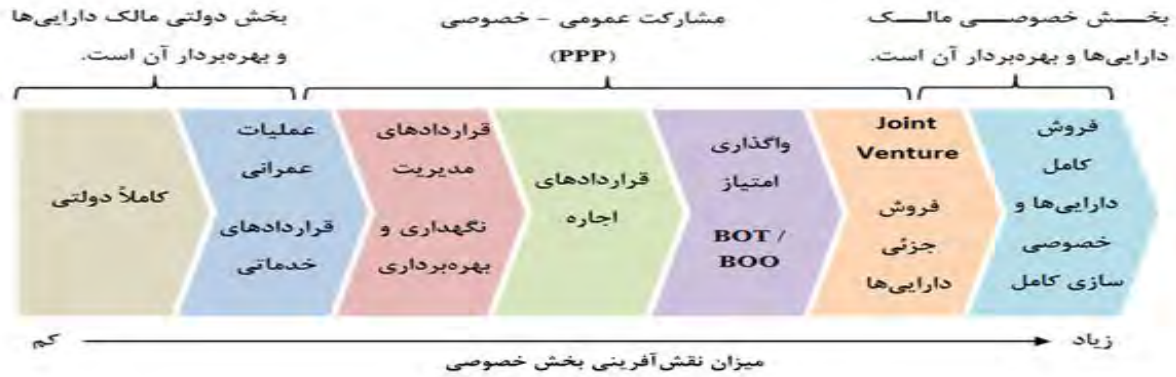 بخش دولتی مالک دارایی‌ها
و بهره‌بردار آن است.
مشارکت عمومی - خصوصی
(PPP)
بخش خصوصی مالک
دارایی‌ها و بهره‌بردار آن است.
کاملاً دولتی
عملیات
عمرانی
قراردادهای
خدماتی
قراردادهای
مدیریت
نگهداری و
بهره‌برداری
قراردادهای
اجاره
واگذاری
امتیاز
BOT /
BOO
Joint
Venture
فروش
جزئی
دارایی‌ها
فروش
کامل
دارایی‌ها و
خصوصی
سازی کامل
کم
زیاد
میزان نقش‌آفرینی بخش خصوصی